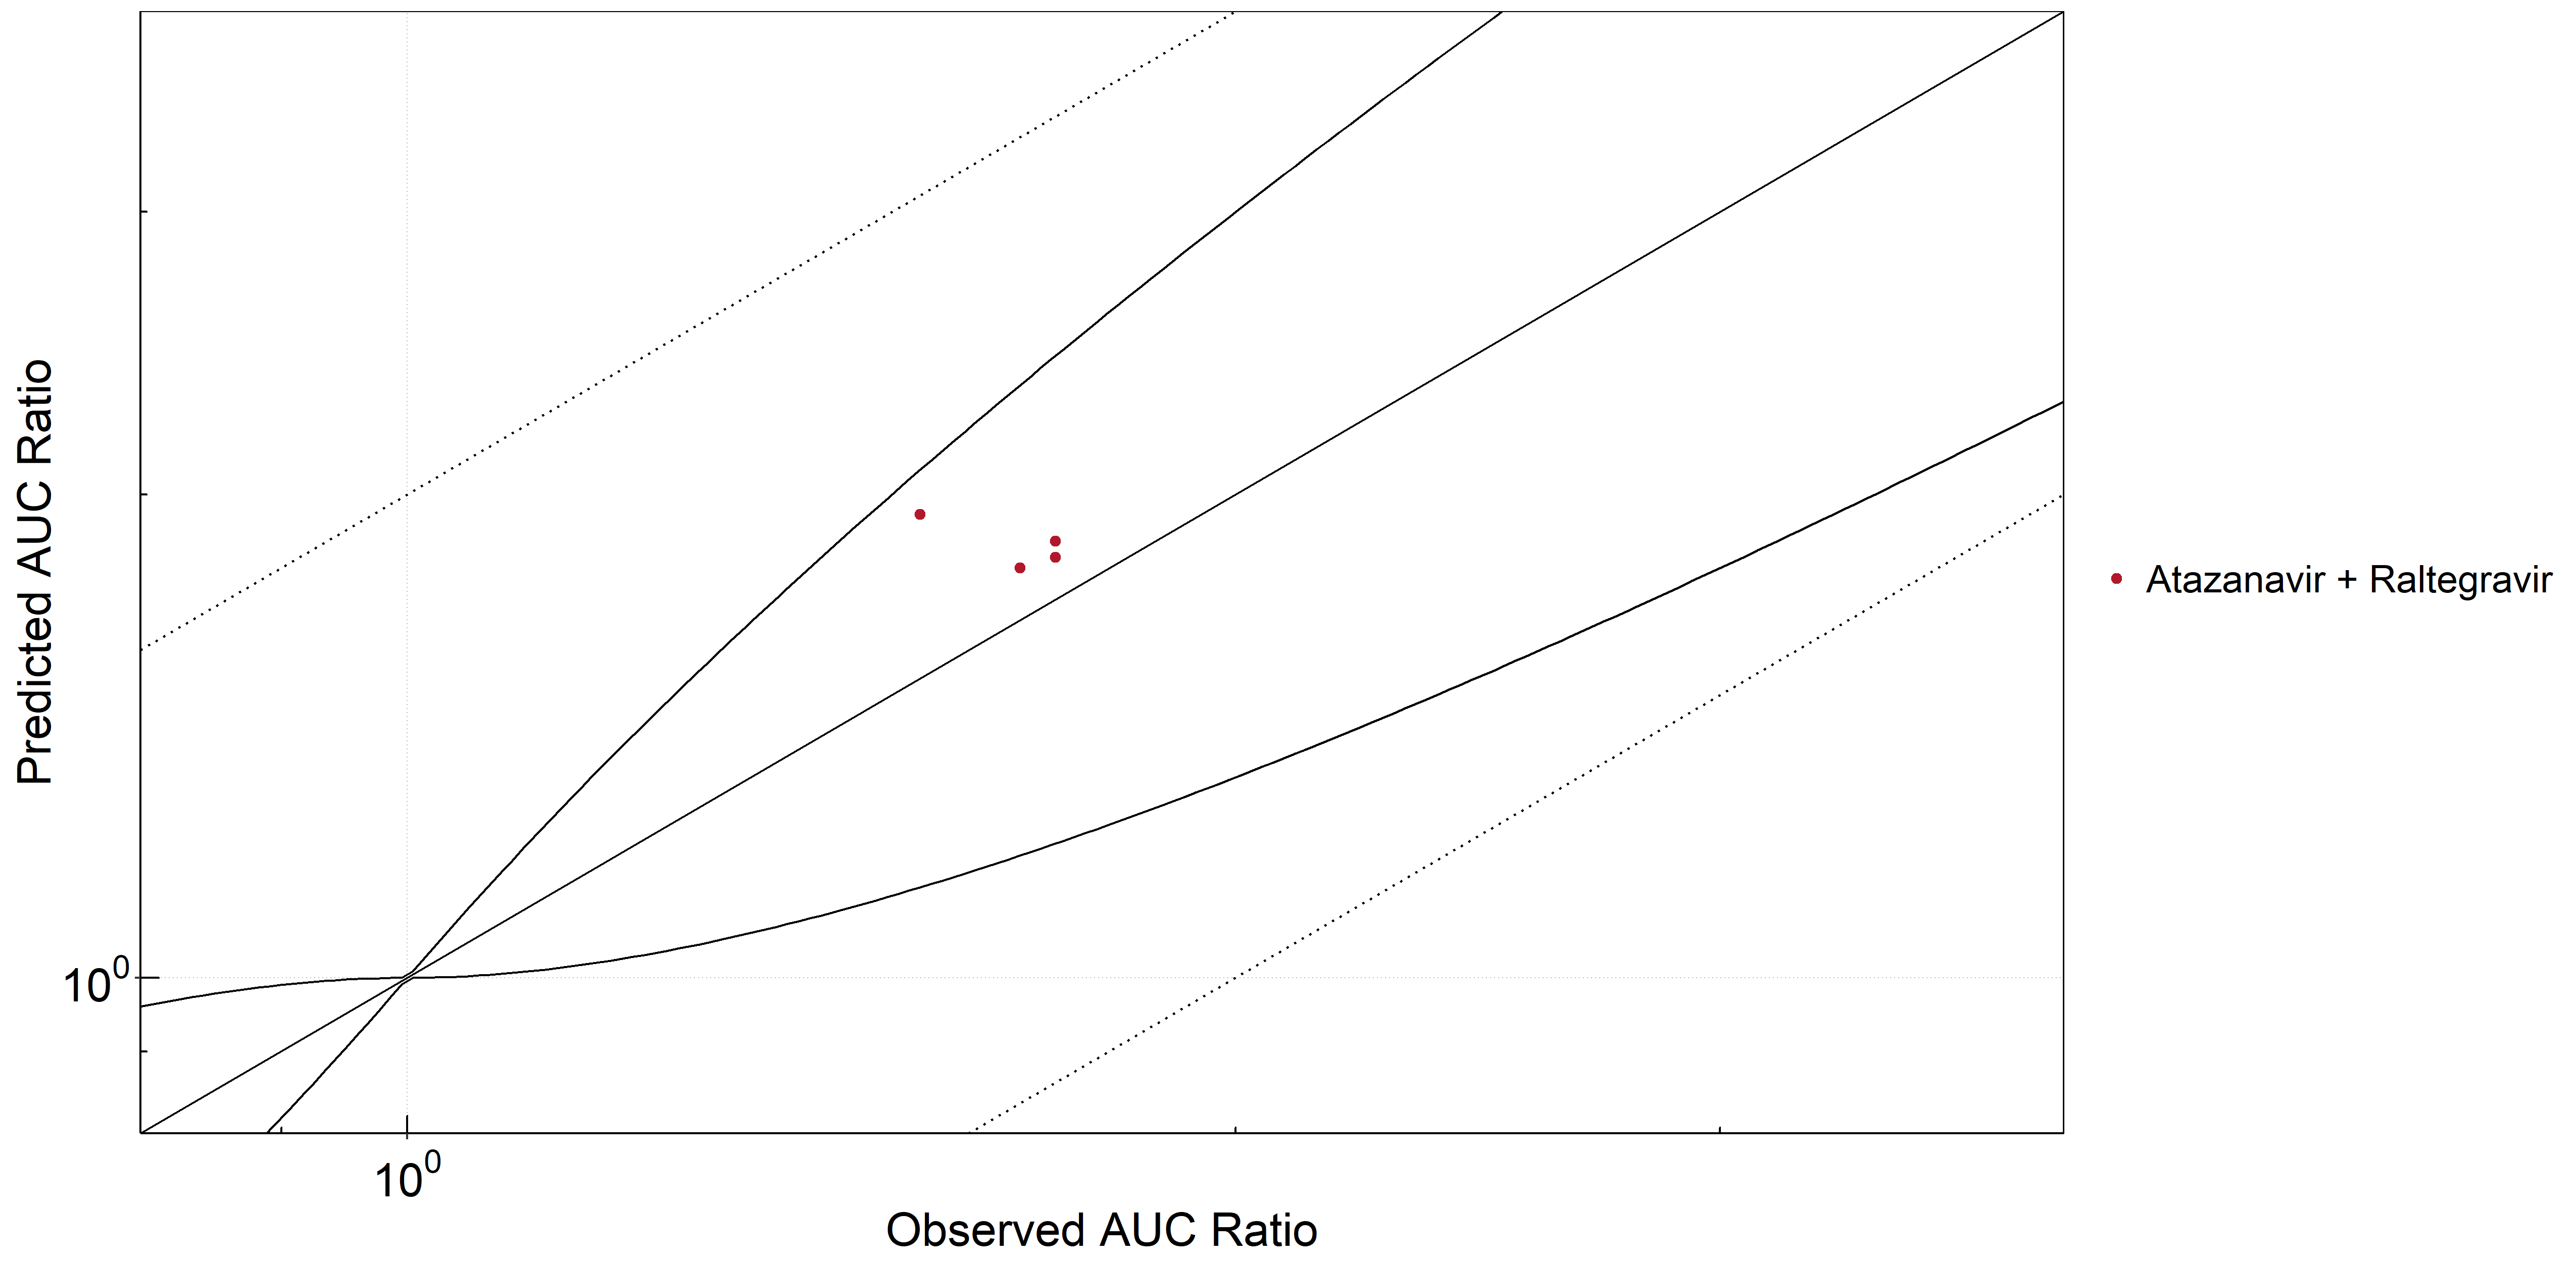 Predicted AUC Ratio
10⁰
10⁰
Observed AUC Ratio
Atazanavir + Raltegravir